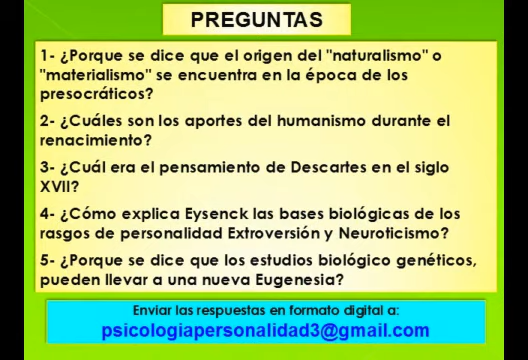 PREGUNTAS
1- ¿Porque se dice que el origen del "naturalismo" o
"materialismo" se encuentra en la época de los
presocráticos?
2- ¿Cuáles son los aportes del humanismo durante el
renacimiento?
3- ¿Cuál era el pensamiento de Descartes en el siglo
XVII?
4- ¿Cómo explica Eysenck las bases biológicas de los
rasgos de personalidad Extroversión y Neuroticismo?
5- ¿Porque se dice que los estudios biológico genéticos,
pueden llevar a una nueva Eugenesia?
Enviar las respuestas en formato digital a:
psicologiapersonalidad3@gmail.com